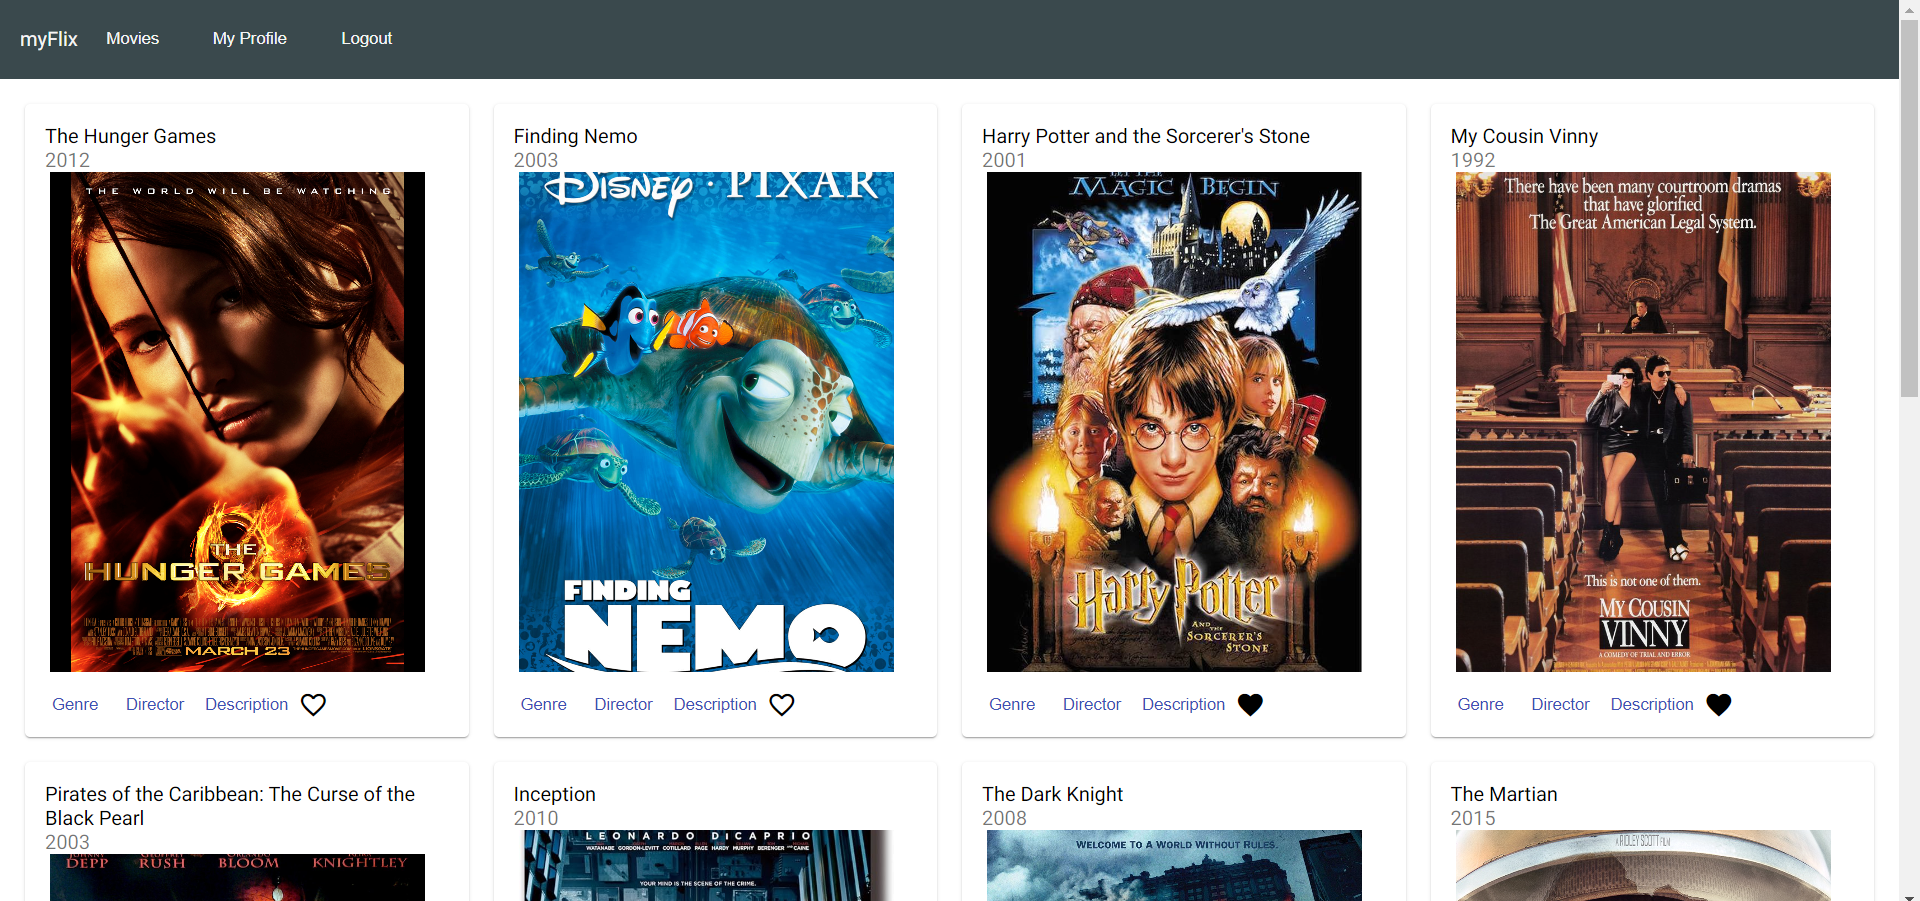 myFlix Movies My Profile Logout
The Hunger Games
2012
THE WORLD WILL BE WATCHING
THE
HUNGER GAMES
MARCH 23
Genre Director Description
Finding Nemo
2003
DISNEY · PIXAR
FINDING
NEMO
Genre Director Description
Harry Potter and the Sorcerer's Stone
2001
LET THE
MAGIC BEGIN
Harry Potter
AND THE
SORCERER'S
STONE
Genre Director Description
My Cousin Vinny
1992
There have been many courtroom dramas
that have glorified
The Great American Legal System.
This is not one of them.
MY COUSIN
VINNY
A COMEDY OF TRIAL AND ERROR
Genre Director Description
Pirates of the Caribbean: The Curse of the
Black Pearl
2003
JOHNNY GEOFFREY ORLANDO
DEPP RUSH BLOOM KNIGHTLEY
Inception
2010
LEONARDO DICAPRIO
WATANABE GORDON-LEVITT COTILLARD PAGE HARDY MURPHY BERENGER CAINE
YOUR MIND IS THE SCENE OF THE CRIME.
The Dark Knight
2008
WELCOME TO A WORLD WITHOUT RULES.
The Martian
2015
A RIDLEY SCOTT FILM